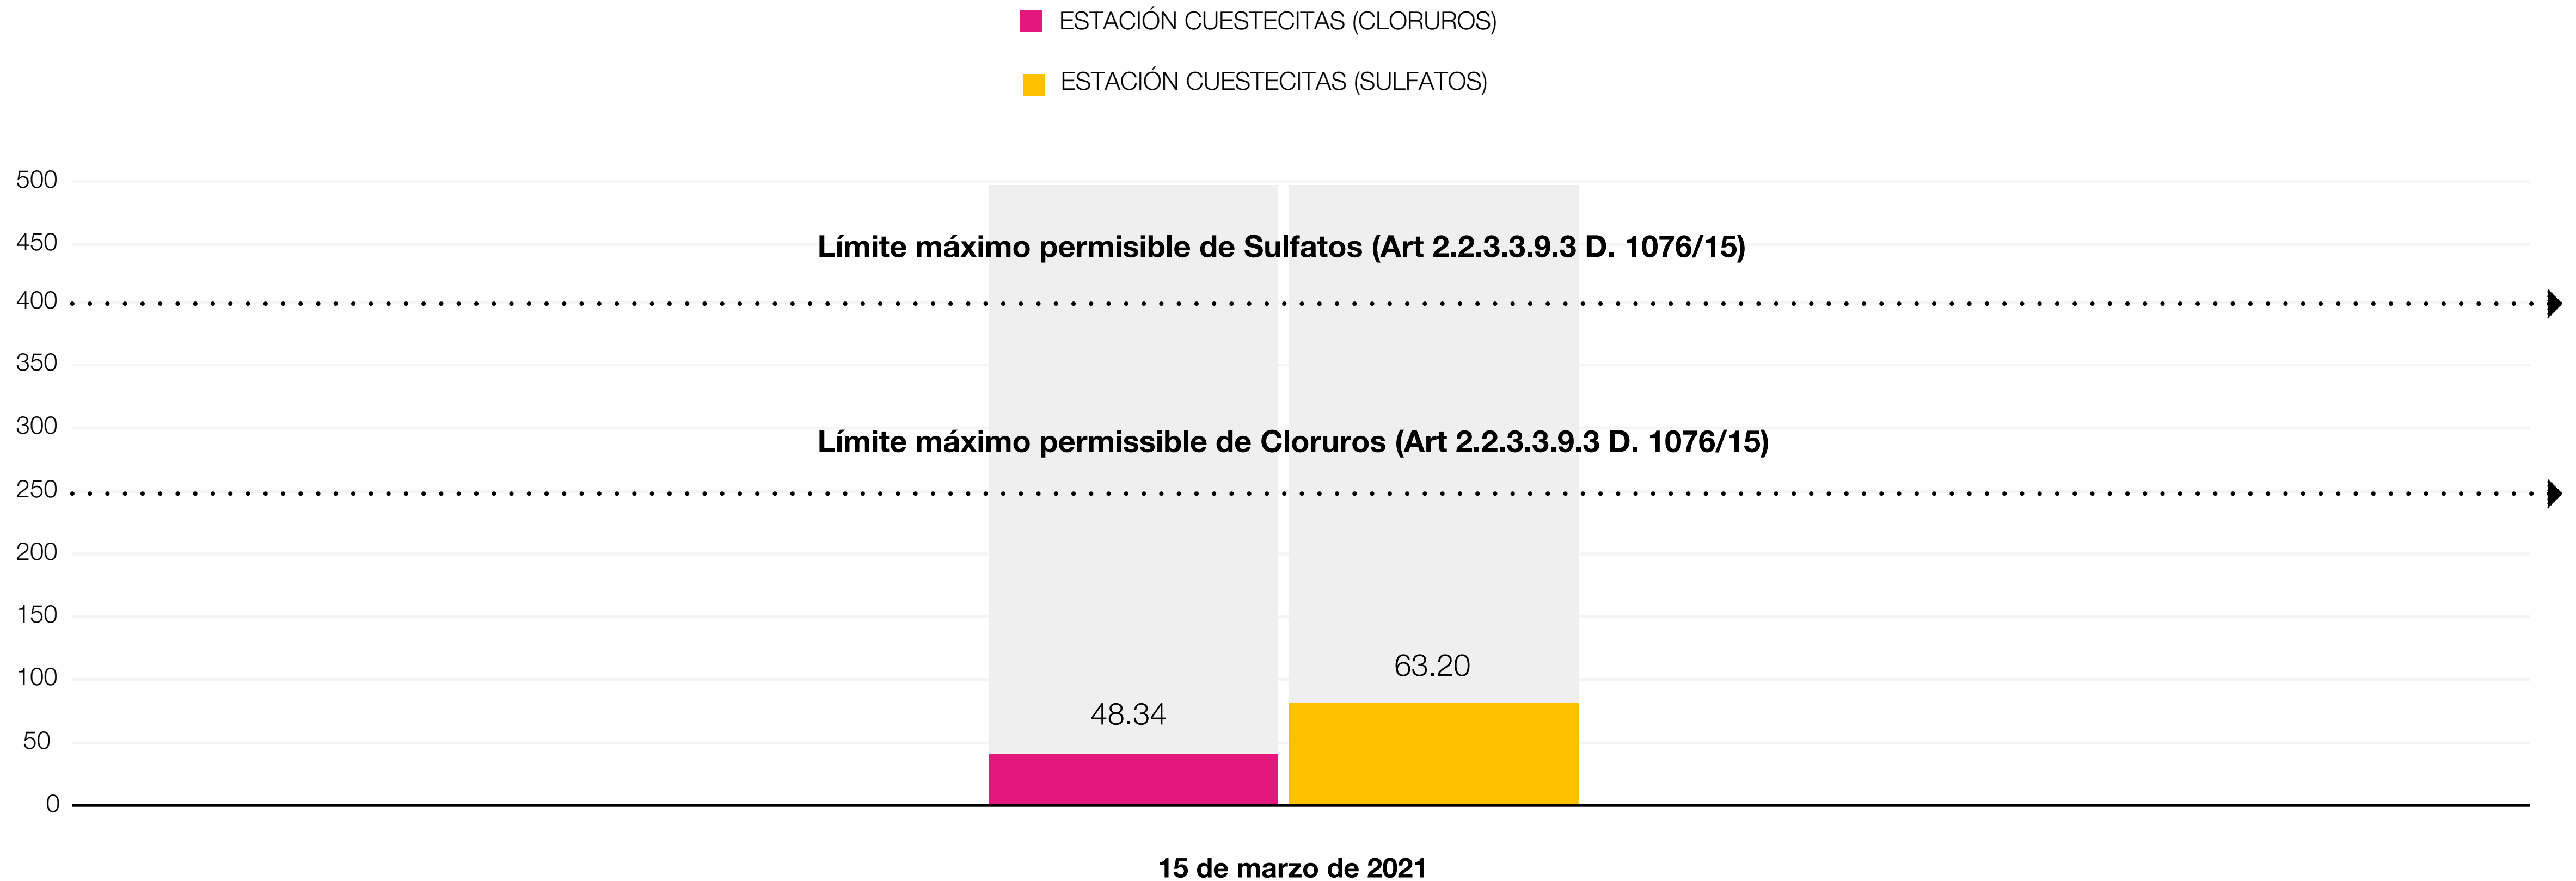 ESTACIÓN CUESTECITAS (CLORUROS)
ESTACIÓN CUESTECITAS (SULFATOS)
500
450
Límite máximo permisible de Sulfatos (Art 2.2.3.3.9.3 D. 1076/15)
400
350
300
Límite máximo permissible de Cloruros (Art 2.2.3.3.9.3 D. 1076/15)
250
200
150
100
63.20
48.34
50
0
15 de marzo de 2021